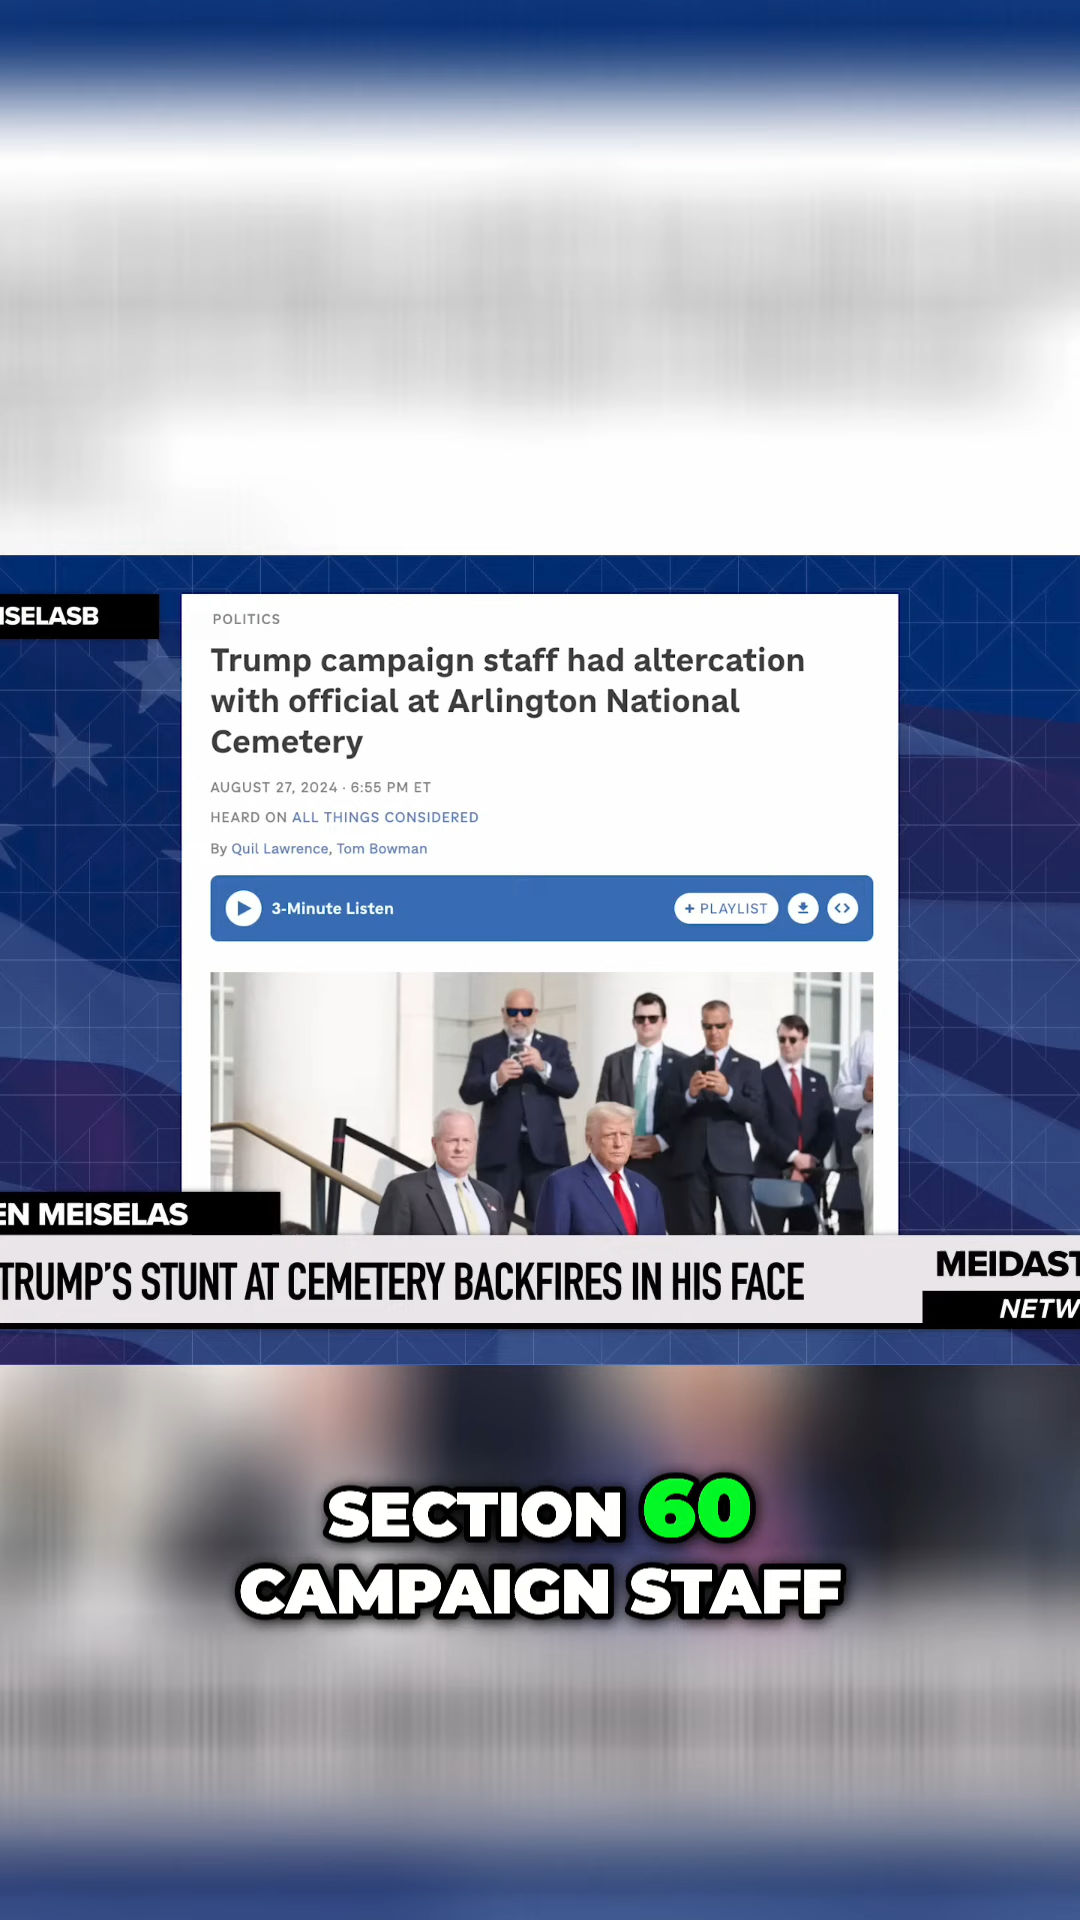 ISELASB
POLITICS
Trump campaign staff had altercation
with official at Arlington National
Cemetery
AUGUST 27, 2024 · 6:55 PM ET
HEARD ON ALL THINGS CONSIDERED
By Quil Lawrence, Tom Bowman
3-Minute Listen
+ PLAYLIST
EN MEISELAS
TRUMP'S STUNT AT CEMETERY BACKFIRES IN HIS FACE
MEIDAST
NETW
SECTION 60
CAMPAIGN STAFF